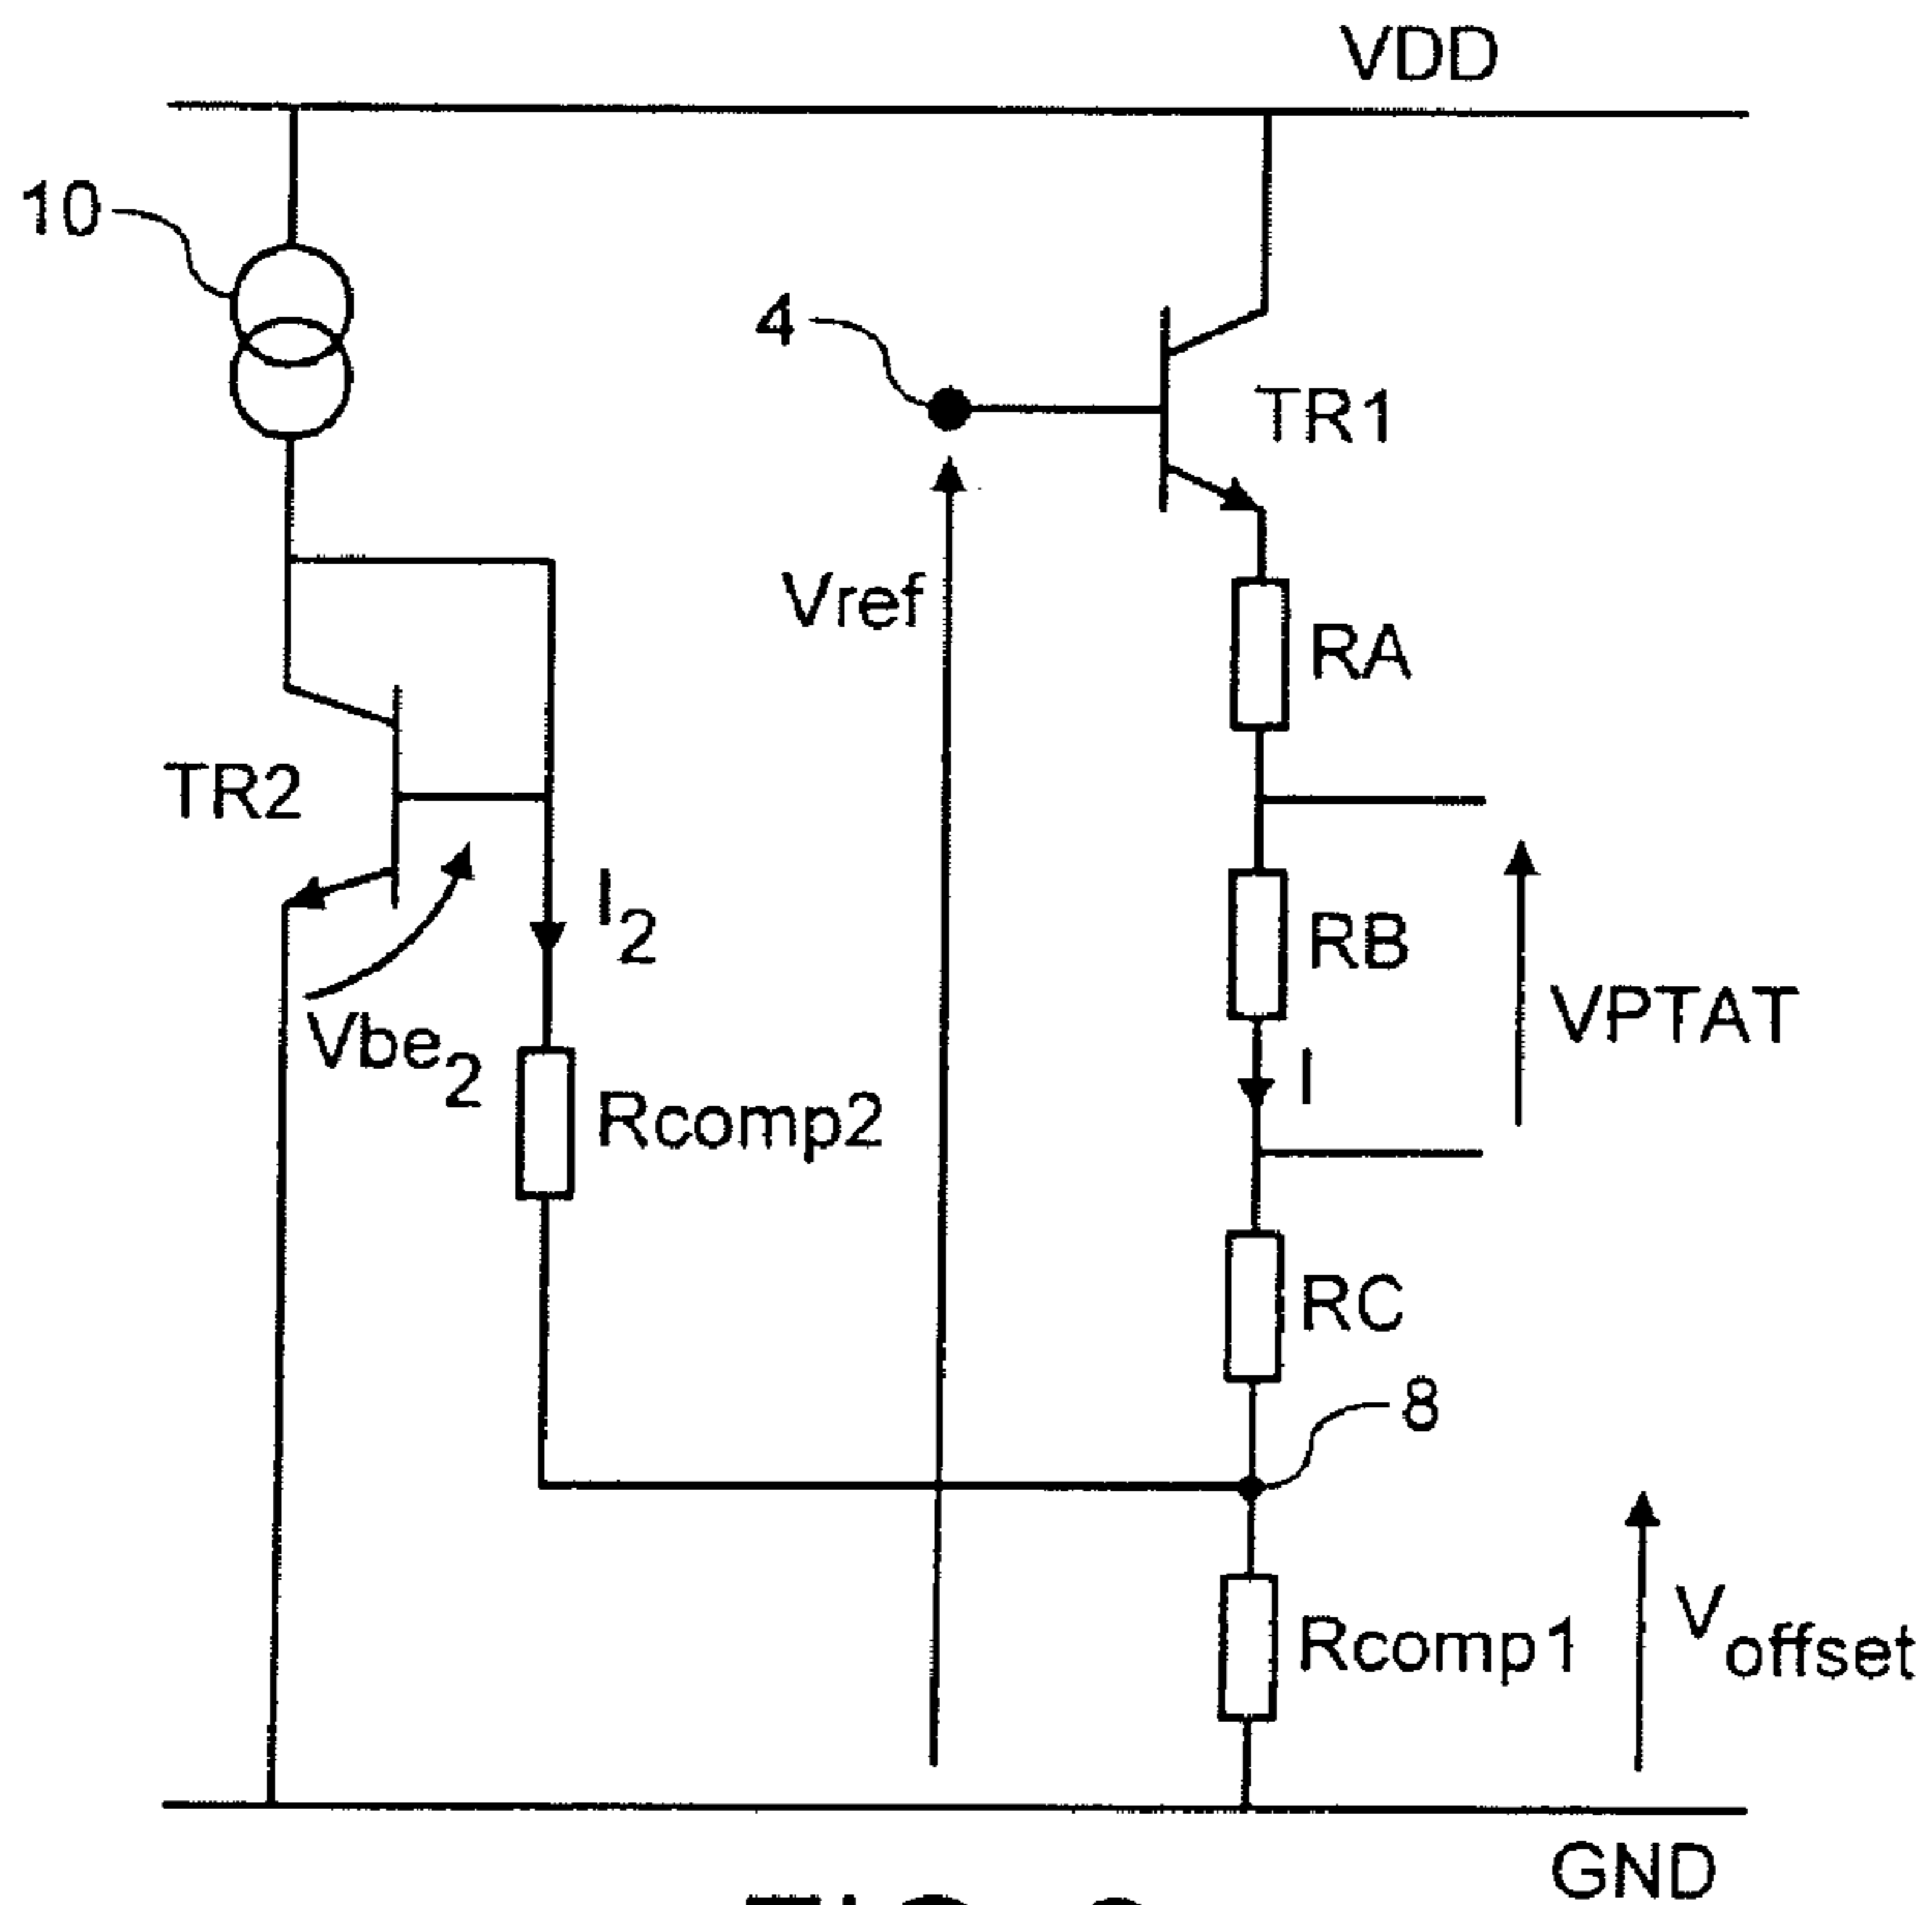 VDD
10
4
TR1
Vref
RA
TR2
I2
RB
VPTAT
Vbe2
I
Rcomp2
RC
8
Rcomp1
Voffset
GND